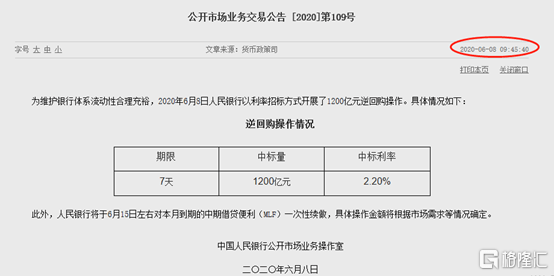 公开市场业务交易公告 [2020]第109号
字号 大 中 小 文章来源：货币政策司 2020-06-08 09:45:40
打印本页 关闭窗口
为维护银行体系流动性合理充裕，2020年6月8日人民银行以利率招标方式开展了1200亿元逆回购操作。具体情况如下：
逆回购操作情况
期限 中标量 中标利率
7天 1200亿元 2.20%
此外，人民银行将于6月15日左右对本月到期的中期借贷便利（MLF）一次性续做，具体操作金额将根据市场需求等情况确定。
中国人民银行公开市场业务操作室
二〇二〇年六月八日
格隆汇